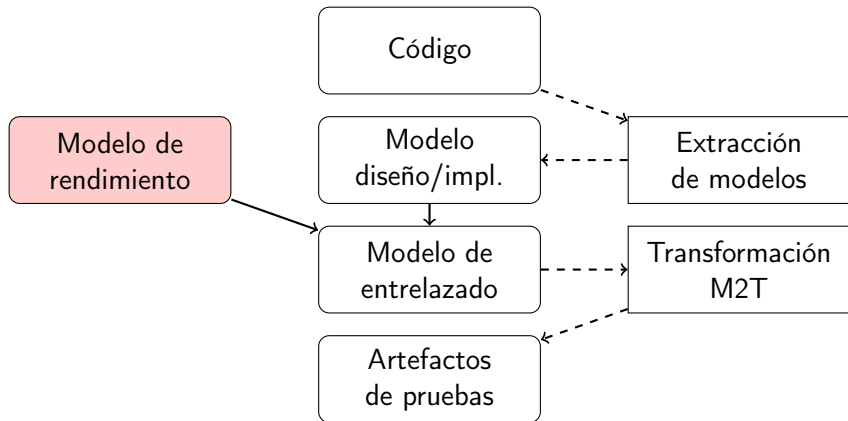 Código
Modelo de
rendimiento
Modelo
diseño/impl.
Extracción
de modelos
Modelo de
entrelazado
Transformación
M2T
Artefactos
de pruebas